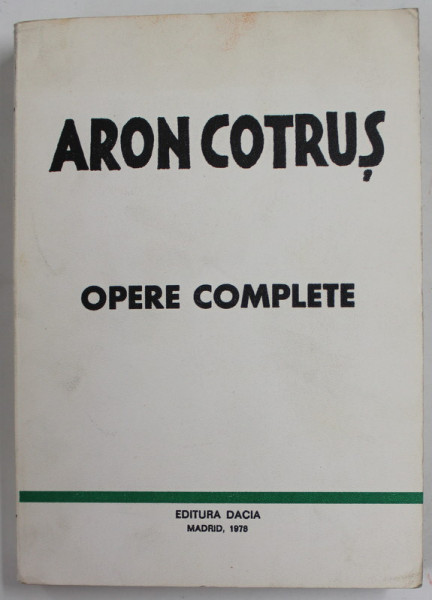 ARON COTRUȘ
OPERE COMPLETE
EDITURA DACIA
MADRID, 1978